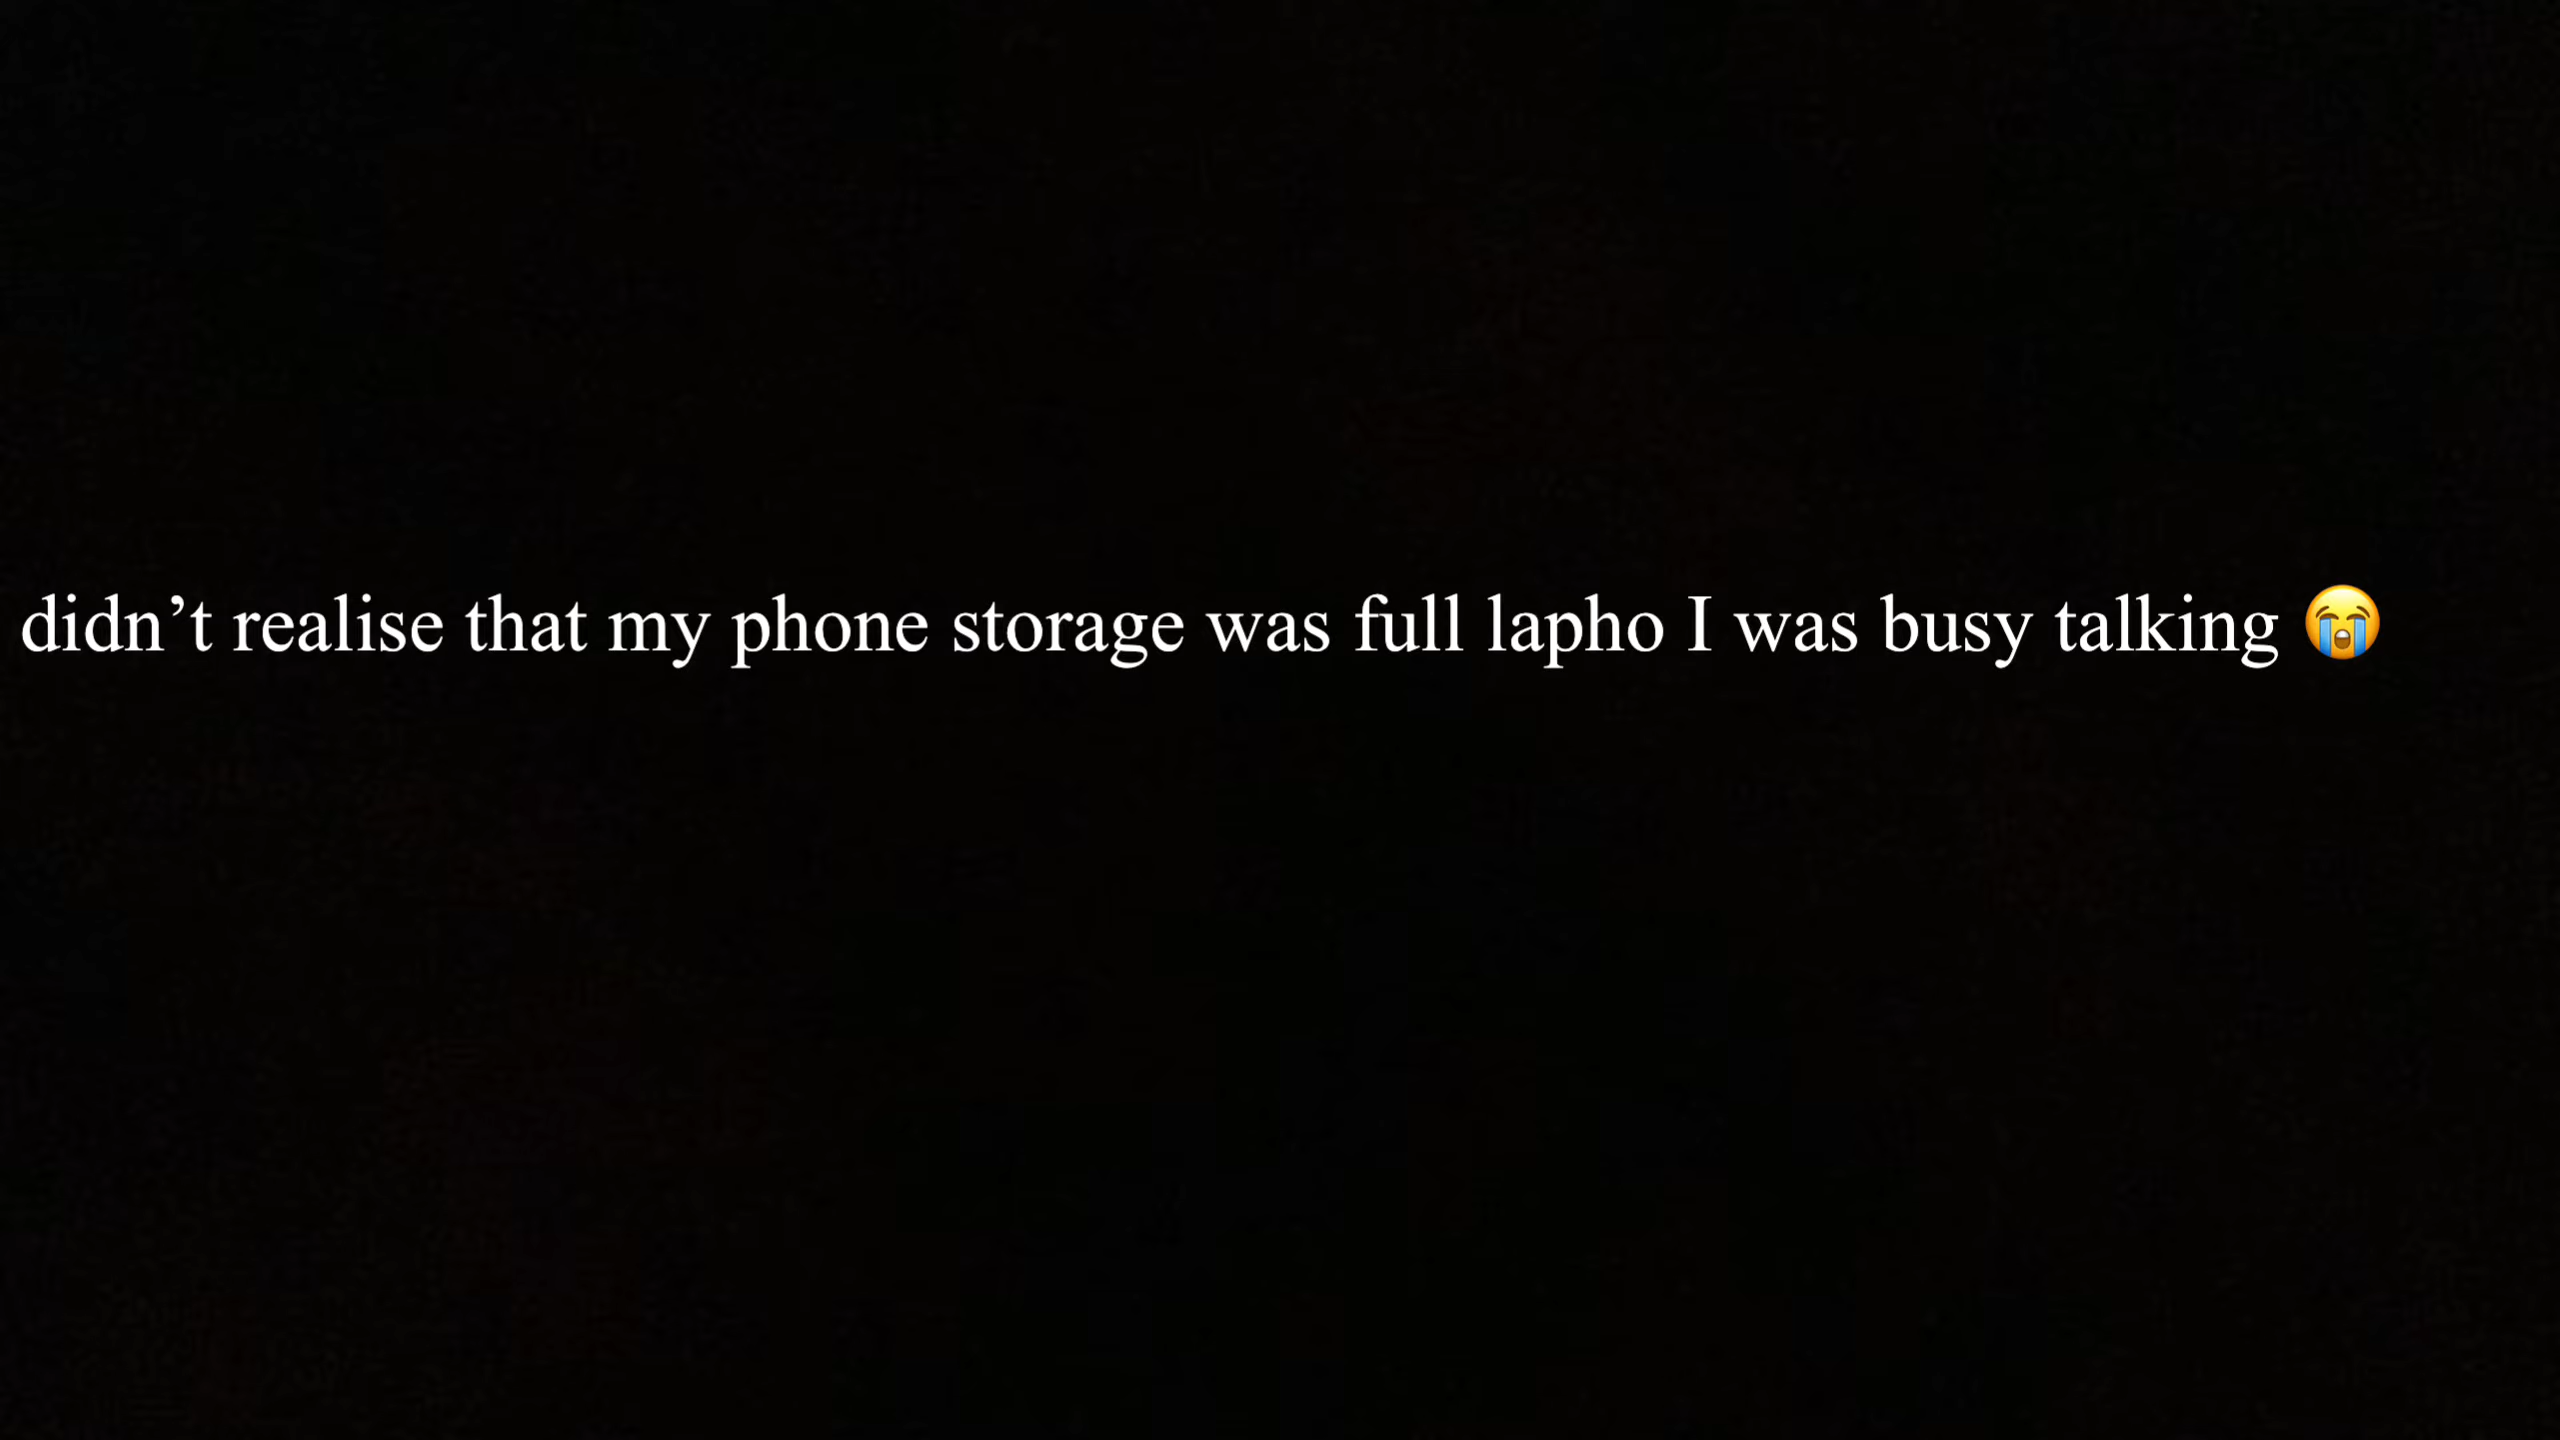 didn’t realise that my phone storage was full lapho I was busy talking 😭